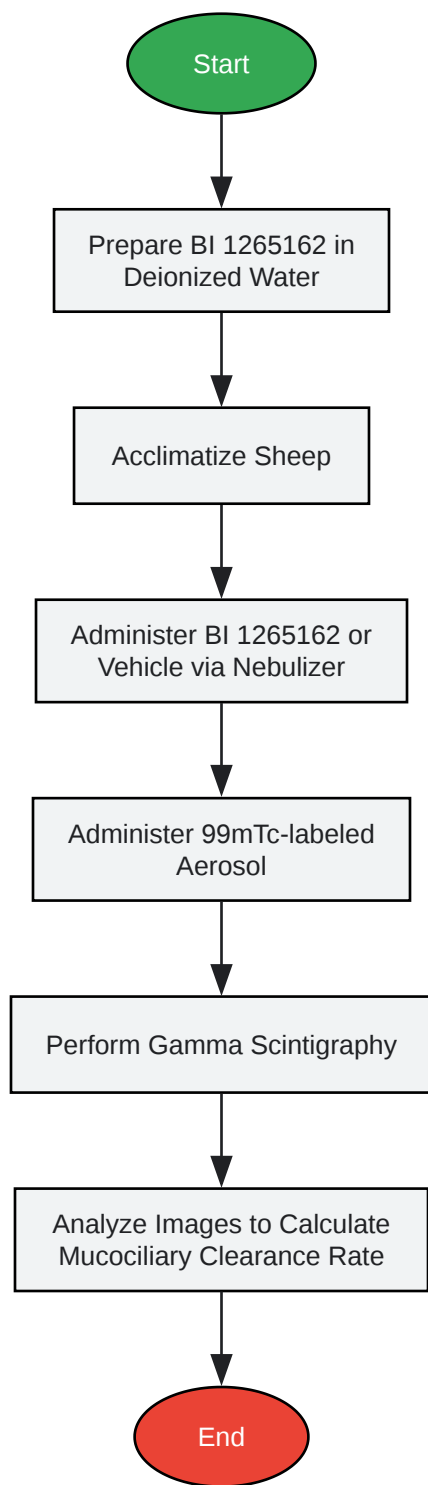 Start
Prepare BI 1265162 in
Deionized Water
Acclimatize Sheep
Administer BI 1265162 or
Vehicle via Nebulizer
Administer 99mTc-labeled
Aerosol
Perform Gamma Scintigraphy
Analyze Images to Calculate
Mucociliary Clearance Rate
End